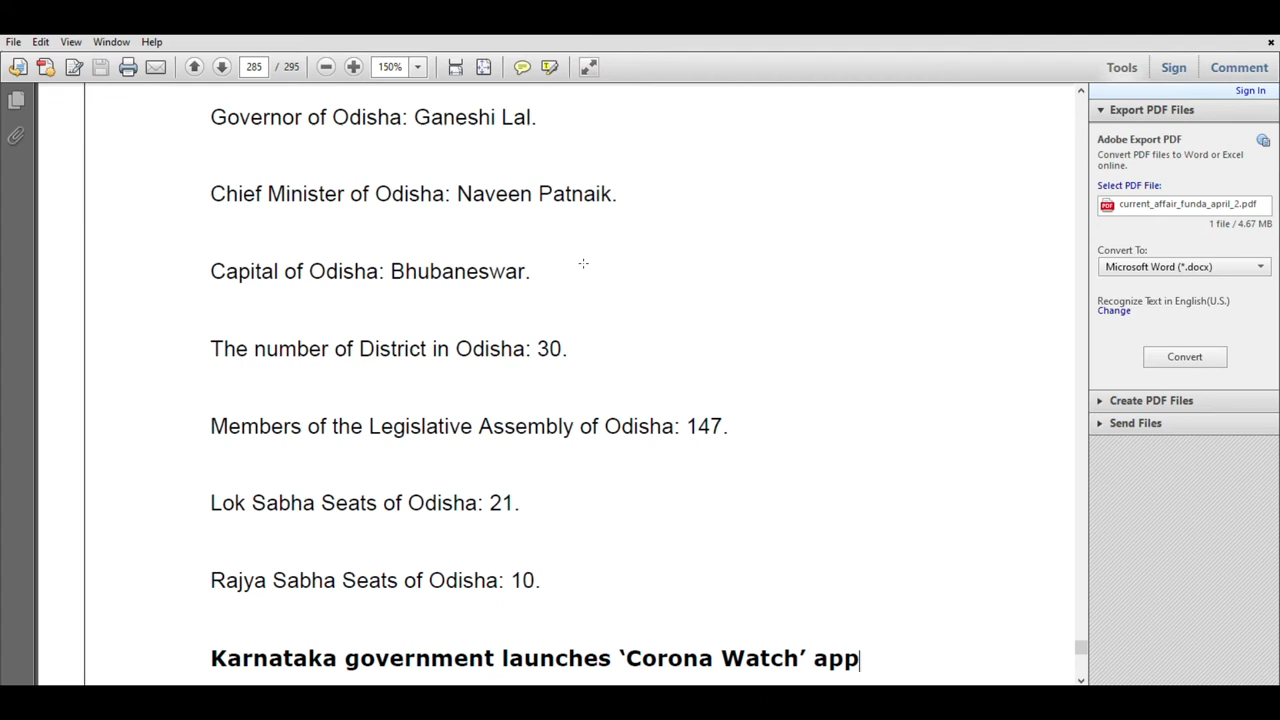 File Edit View Window Help
285 / 295 150% Tools Sign Comment
Sign In
Export PDF Files
Adobe Export PDF
Convert PDF files to Word or Excel
online.
Select PDF File:
current_affair_funda_april_2.pdf
1 file / 4.67 MB
Convert To:
Microsoft Word (*.docx)
Recognize Text in English(U.S.)
Change
Convert
Create PDF Files
Send Files
Governor of Odisha: Ganeshi Lal.
Chief Minister of Odisha: Naveen Patnaik.
Capital of Odisha: Bhubaneswar.
The number of District in Odisha: 30.
Members of the Legislative Assembly of Odisha: 147.
Lok Sabha Seats of Odisha: 21.
Rajya Sabha Seats of Odisha: 10.
Karnataka government launches ‘Corona Watch’ app